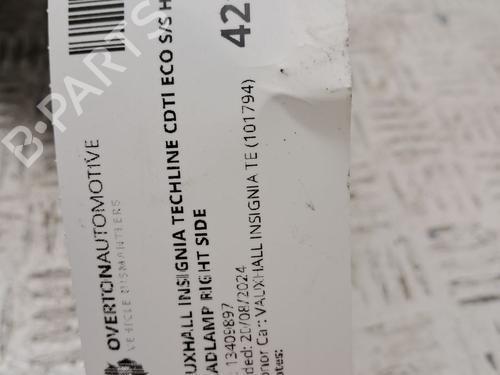 OVERTONAUTOMOTIVE
VEHICLE DISMANTLERS
42
UXHALL INSIGNIA TECHLINE CDTI ECO S/S H
ADLAMP RIGHT SIDE
13409897
ded: 20/08/2024
onor Car: VAUXHALL INSIGNIA TE (101794)
otes:
B-PARTS